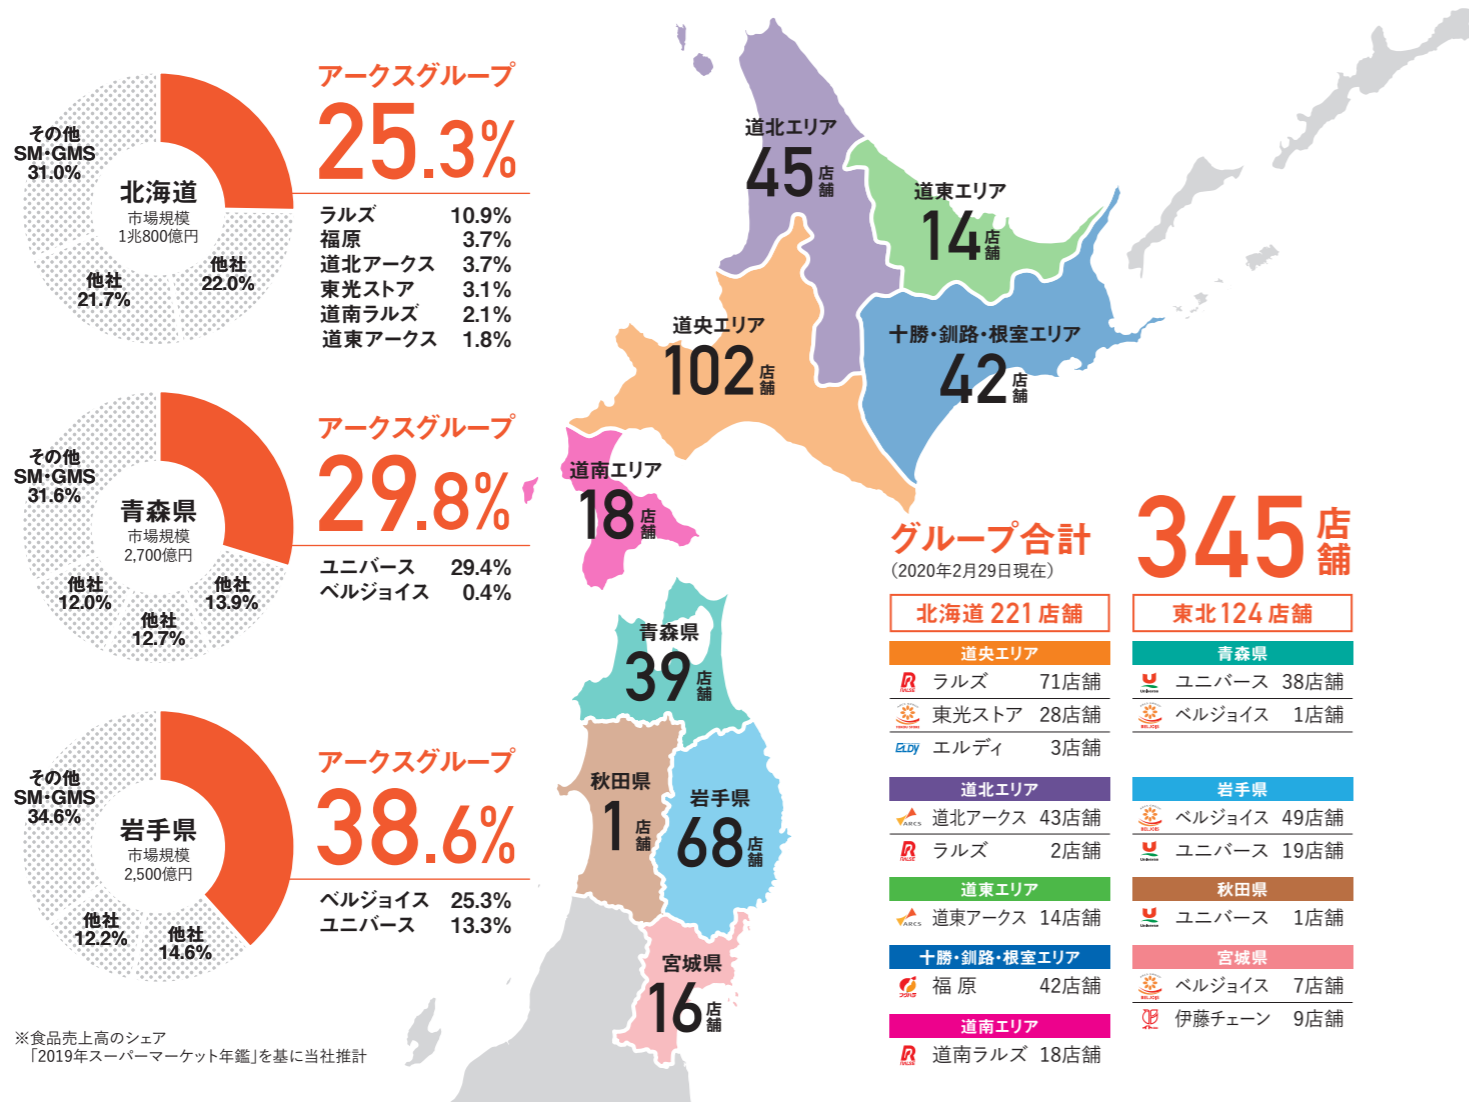 その他
SM・GMS
31.0%
北海道
市場規模
1兆800億円
他社
21.7%
他社
22.0%
アークスグループ
25.3%
ラルズ 10.9%
福原 3.7%
道北アークス 3.7%
東光ストア 3.1%
道南ラルズ 2.1%
道東アークス 1.8%
その他
SM・GMS
31.6%
青森県
市場規模
2,700億円
他社
12.0%
他社
12.7%
他社
13.9%
アークスグループ
29.8%
ユニバース 29.4%
ベルジョイス 0.4%
その他
SM・GMS
34.6%
岩手県
市場規模
2,500億円
他社
12.2%
他社
14.6%
アークスグループ
38.6%
ベルジョイス 25.3%
ユニバース 13.3%
※食品売上高のシェア
「2019年スーパーマーケット年鑑」を基に当社推計
道北エリア
45店舗
道東エリア
14店舗
道央エリア
102店舗
十勝・釧路・根室エリア
42店舗
道南エリア
18店舗
青森県
39店舗
秋田県
1店舗
岩手県
68店舗
宮城県
16店舗
グループ合計
(2020年2月29日現在)
345店舗
北海道 221 店舗
道央エリア
RALSE ラルズ 71店舗
東光ストア 28店舗
ELDY エルディ 3店舗
道北エリア
ARCS 道北アークス 43店舗
RALSE ラルズ 2店舗
道東エリア
ARCS 道東アークス 14店舗
十勝・釧路・根室エリア
フクハラ 福原 42店舗
道南エリア
RALSE 道南ラルズ 18店舗
東北 124 店舗
青森県
Universe ユニバース 38店舗
BELJOIS ベルジョイス 1店舗
岩手県
BELJOIS ベルジョイス 49店舗
Universe ユニバース 19店舗
秋田県
Universe ユニバース 1店舗
宮城県
BELJOIS ベルジョイス 7店舗
伊藤チェーン 9店舗